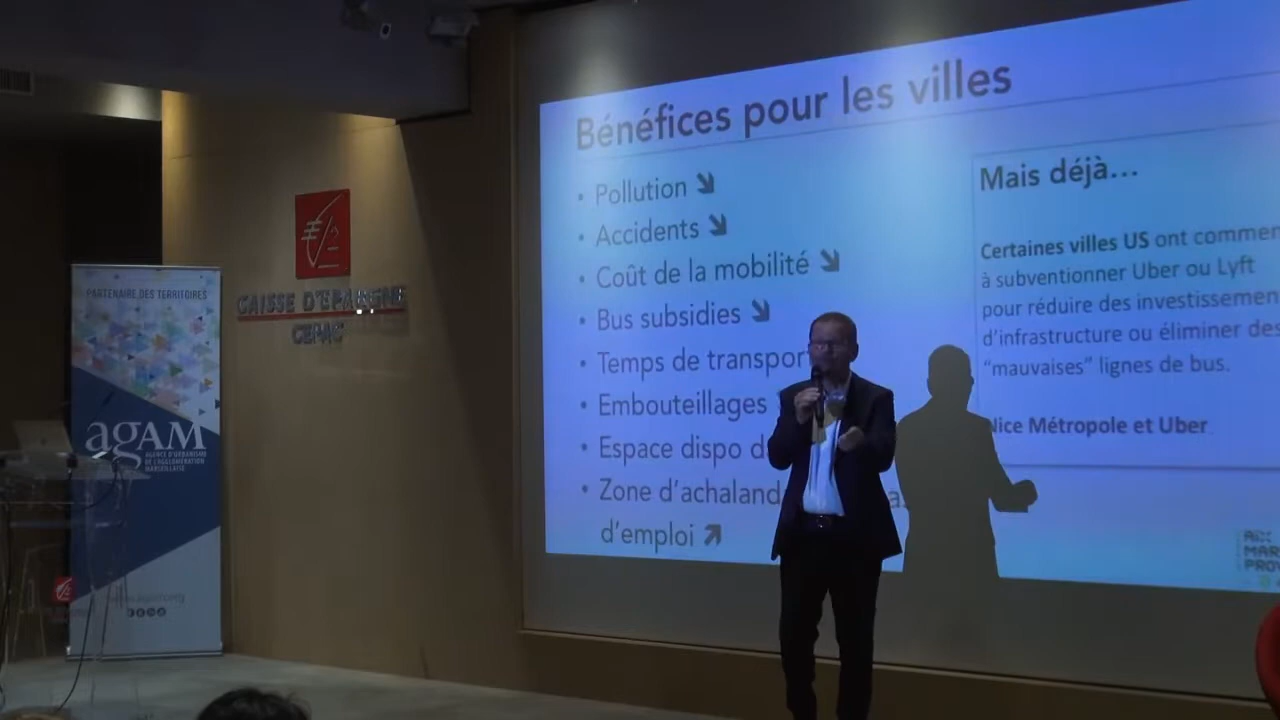 Bénéfices pour les villes
• Pollution ↘
• Accidents ↘
• Coût de la mobilité ↘
• Bus subsidies ↘
• Temps de transport
• Embouteillages
• Espace dispo
• Zone d'achaland
d'emploi ↗
Mais déjà...
Certaines villes US ont
à subventionner Uber ou Lyft
pour réduire des
d'infrastructure ou éliminer des
"mauvaises" lignes de bus.
Nice Métropole et Uber
AIX
MAR
PROV
CAISSE D'EPARGNE
CEPAC
PARTENAIRE DES TERRITOIRES
agAM
AGENCE D'URBANISME
DE L'AGGLOMÉRATION
MARSEILLAISE